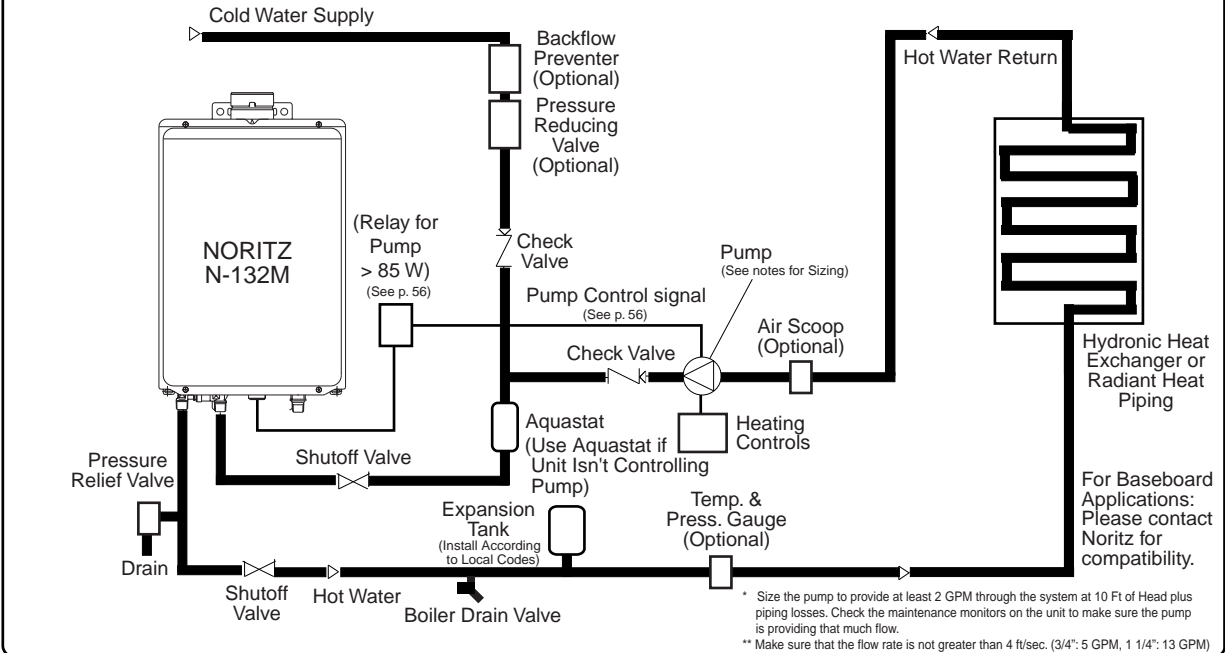 Cold Water Supply
Backflow
Preventer
(Optional)
Pressure
Reducing
Valve
(Optional)
Hot Water Return
NORITZ
N-132M
(Relay for
Pump
> 85 W)
(See p. 56)
Check
Valve
Pump
(See notes for Sizing)
Pump Control signal
(See p. 56)
Air Scoop
(Optional)
Check Valve
Hydronic Heat
Exchanger or
Radiant Heat
Piping
Aquastat
(Use Aquastat if
Unit Isn't Controlling
Pump)
Heating
Controls
Shutoff Valve
Pressure
Relief Valve
Drain
Expansion
Tank
(Install According
to Local Codes)
Temp. &
Press. Gauge
(Optional)
For Baseboard
Applications:
Please contact
Noritz for
compatibility.
Shutoff
Valve
Hot Water
Boiler Drain Valve
* Size the pump to provide at least 2 GPM through the system at 10 Ft of Head plus
piping losses. Check the maintenance monitors on the unit to make sure the pump
is providing that much flow.
** Make sure that the flow rate is not greater than 4 ft/sec. (3/4": 5 GPM, 1 1/4": 13 GPM)